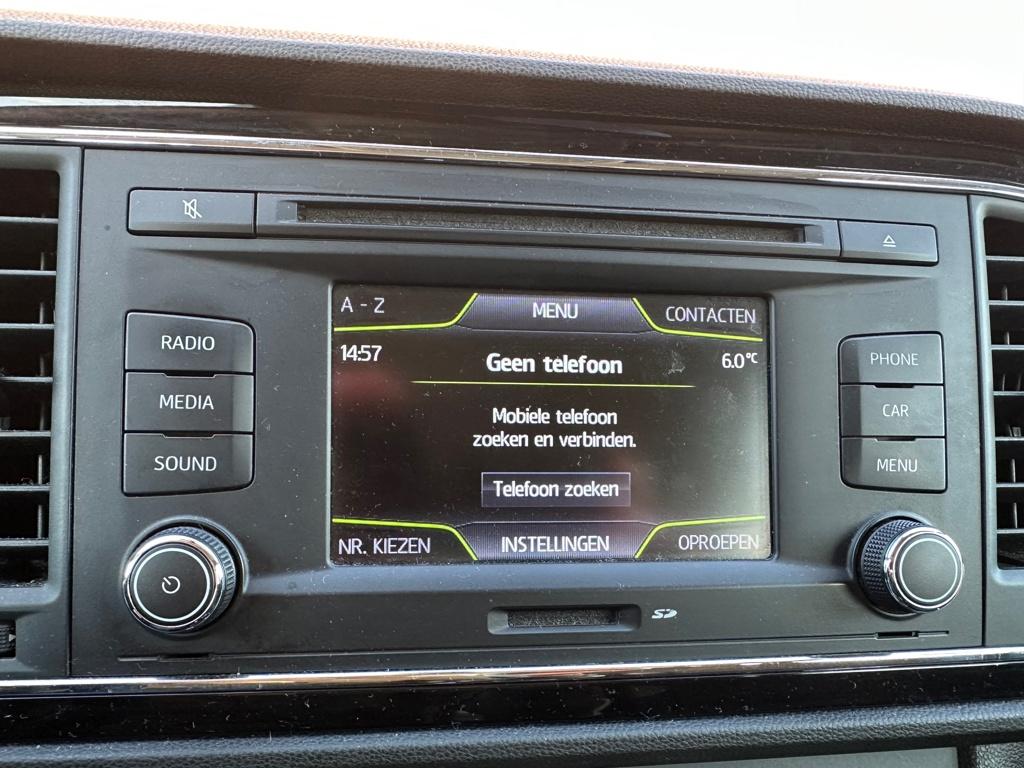 A - Z
MENU
CONTACTEN
14:57
Geen telefoon
6.0°C
Mobiele telefoon
zoeken en verbinden.
Telefoon zoeken
NR. KIEZEN
INSTELLINGEN
OPROEPEN
RADIO
MEDIA
SOUND
PHONE
CAR
MENU
SD